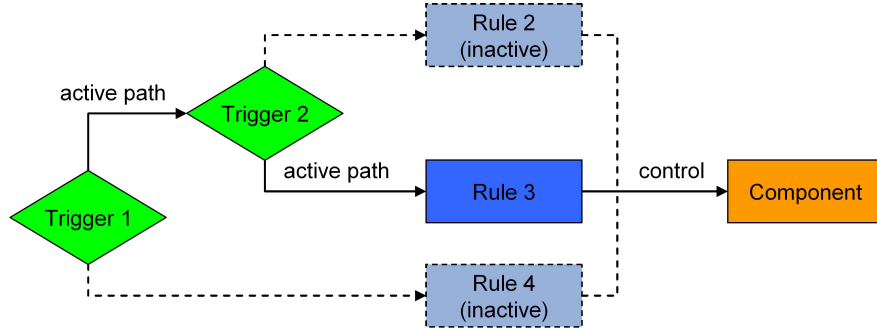 Rule 2
(inactive)
active path
Trigger 2
active path
Rule 3
control
Component
Trigger 1
Rule 4
(inactive)